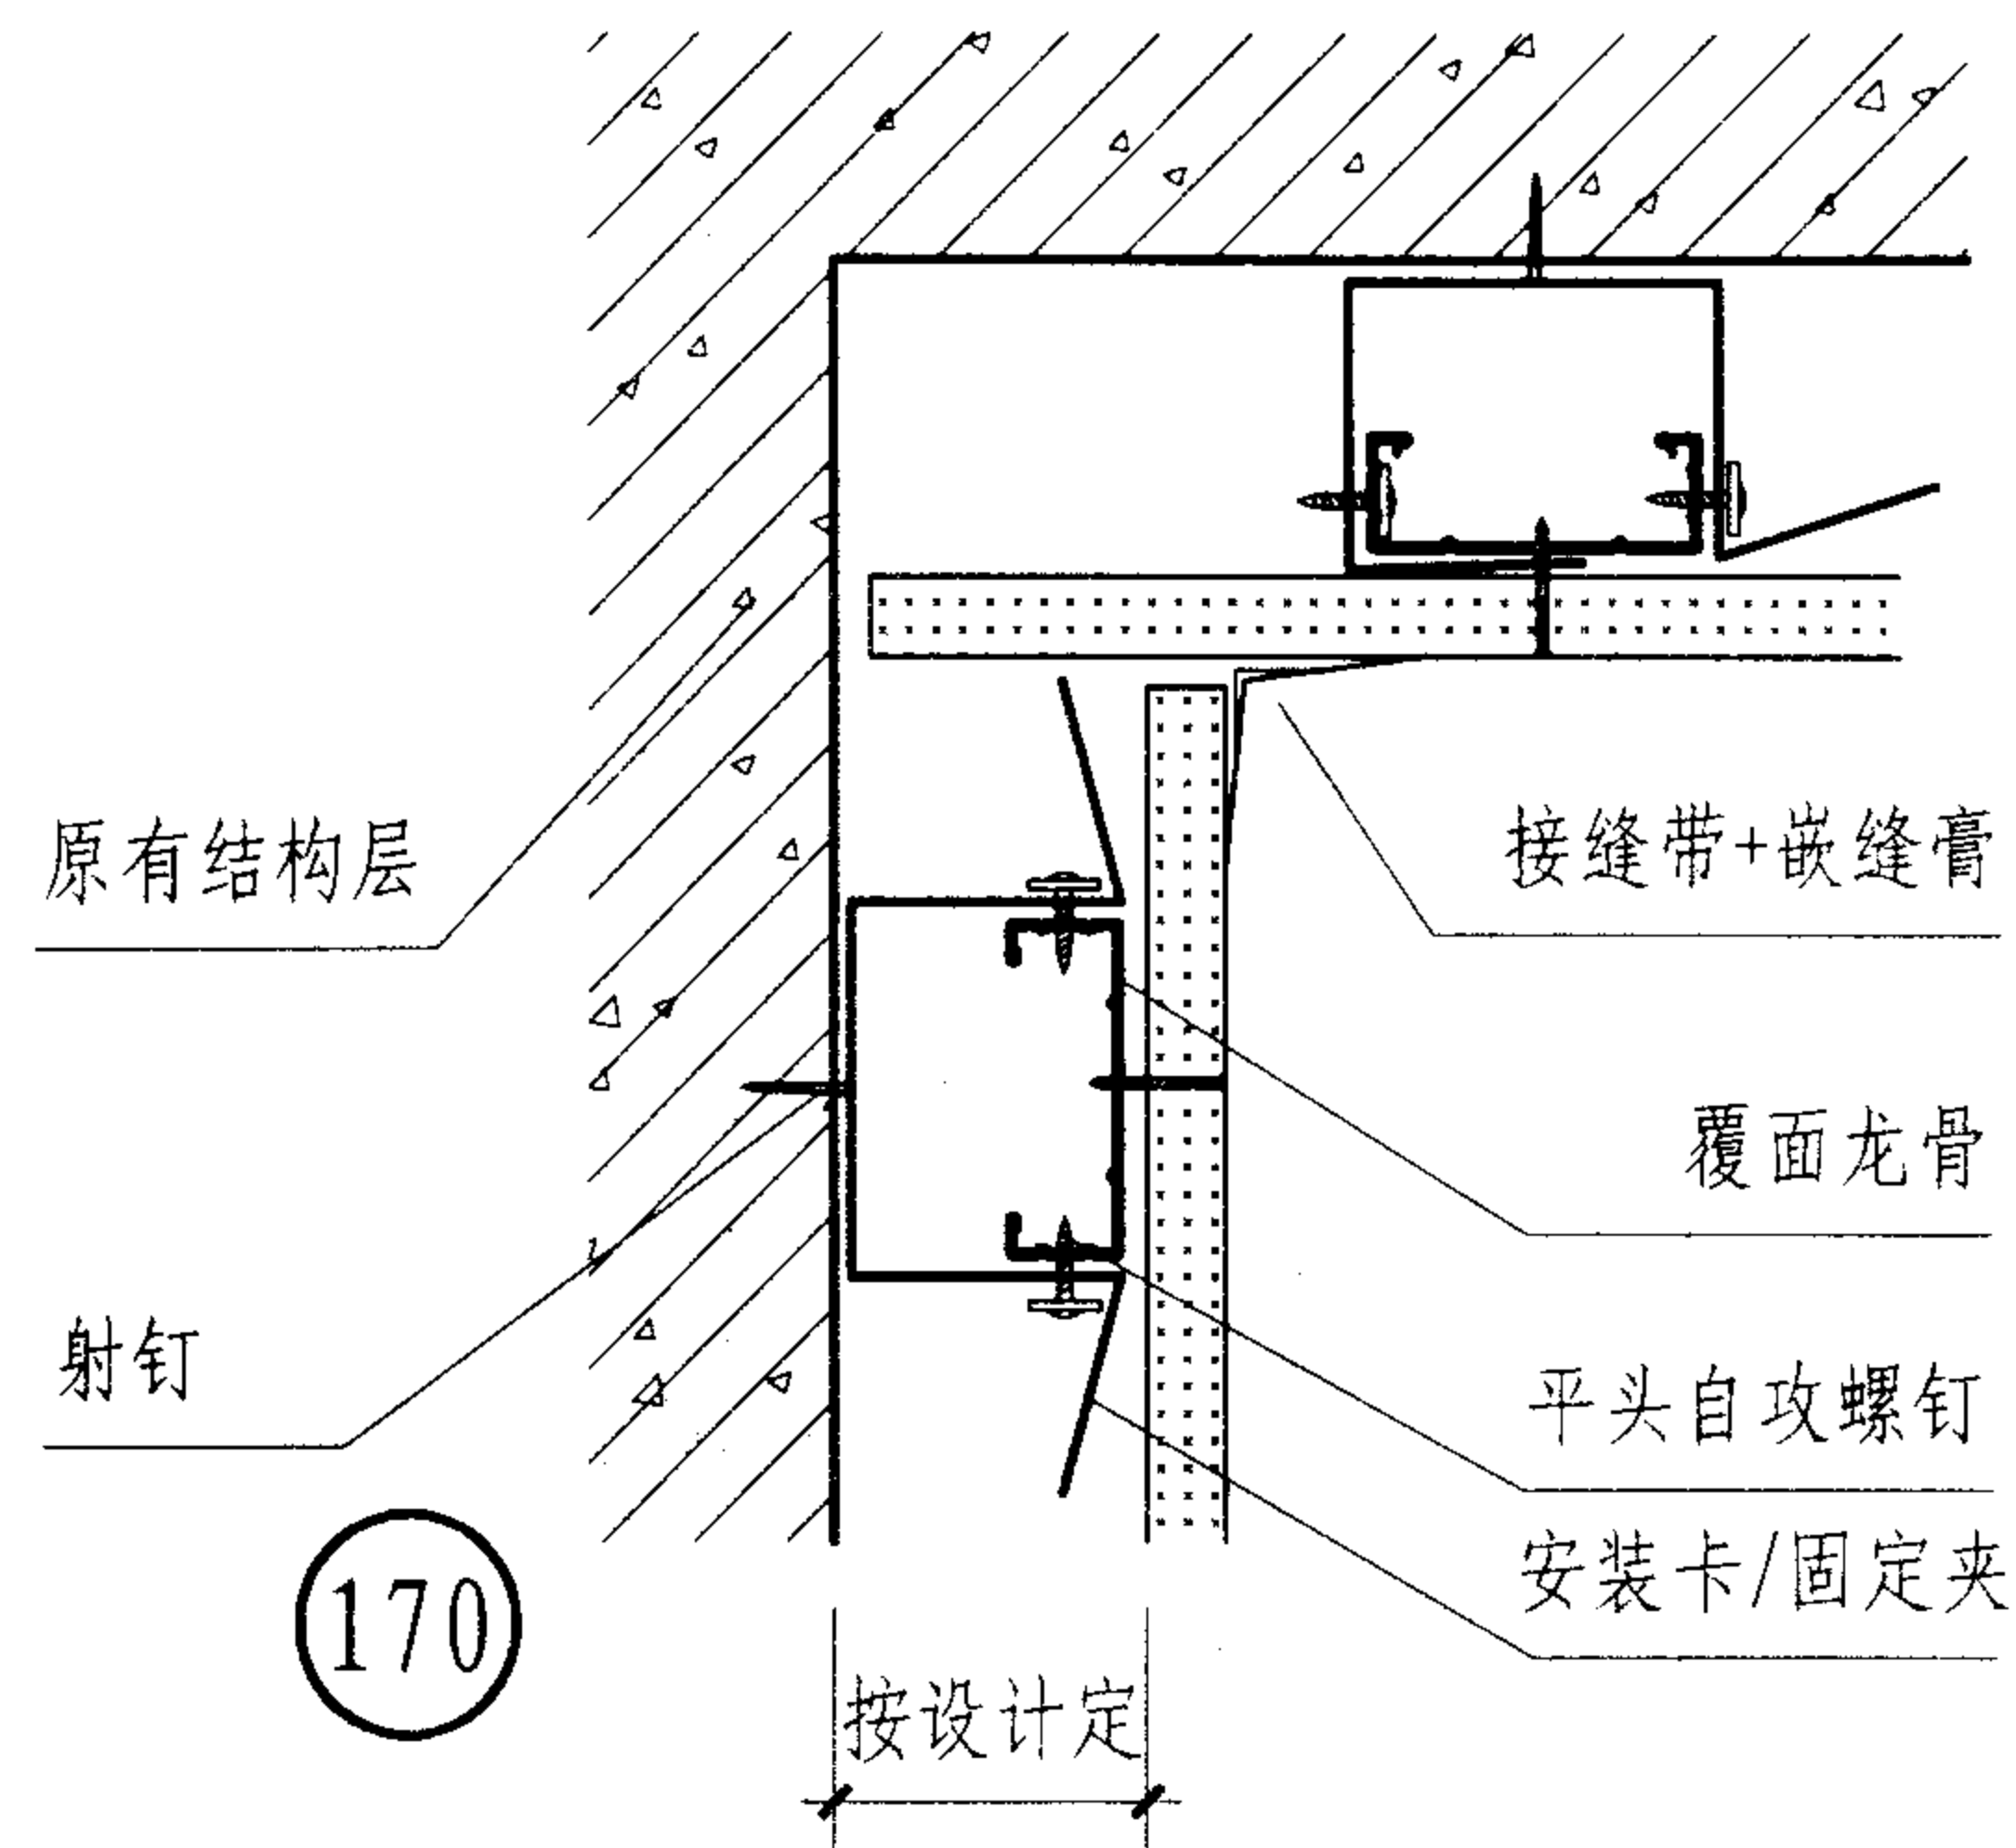 原有结构层
接缝带+嵌缝膏
覆面龙骨
射钉
平头自攻螺钉
安装卡/固定夹
170
按设计定